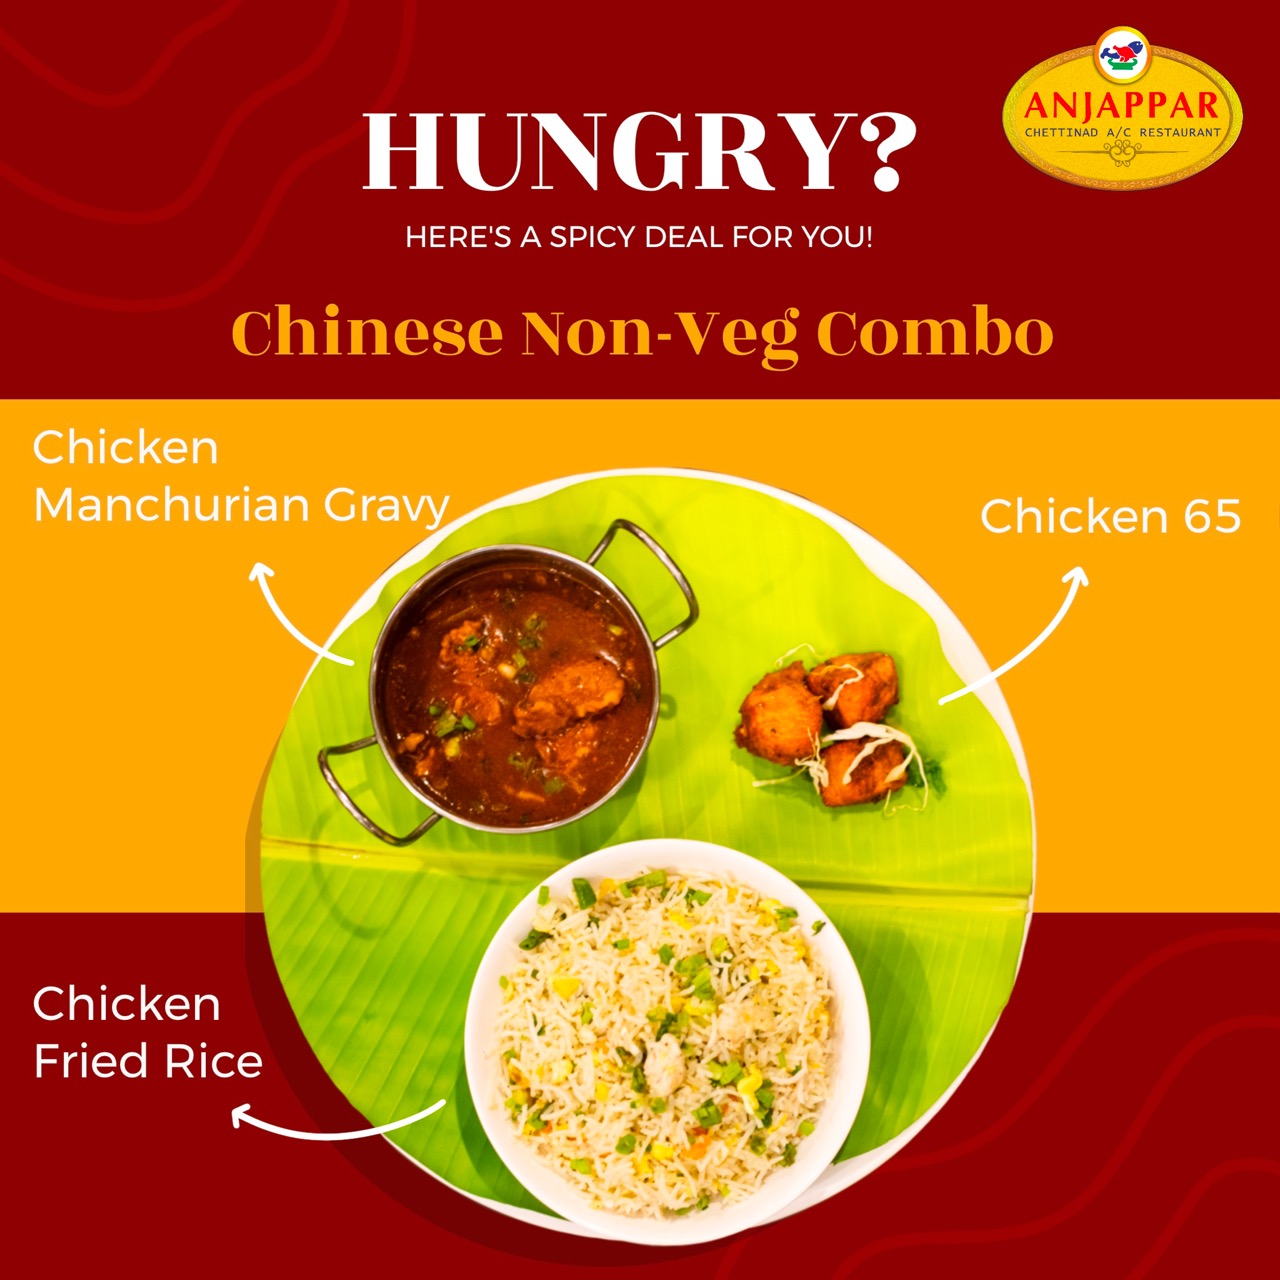 ANJAPPAR
CHETTINAD A/C RESTAURANT
HUNGRY?
HERE'S A SPICY DEAL FOR YOU!
Chinese Non-Veg Combo
Chicken
Manchurian Gravy
Chicken 65
Chicken
Fried Rice